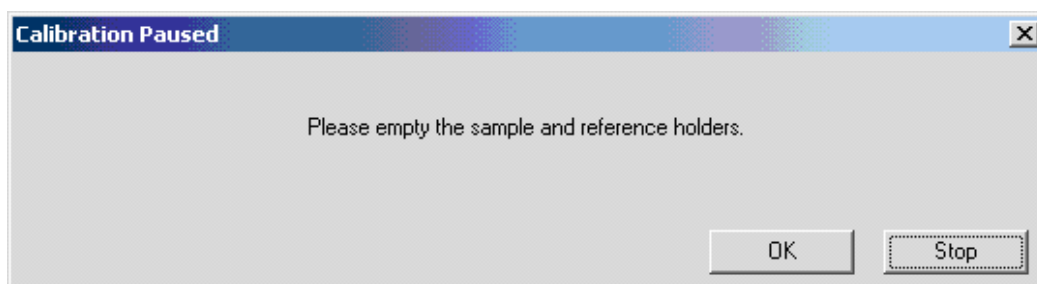 Calibration Paused
Please empty the sample and reference holders.
OK Stop